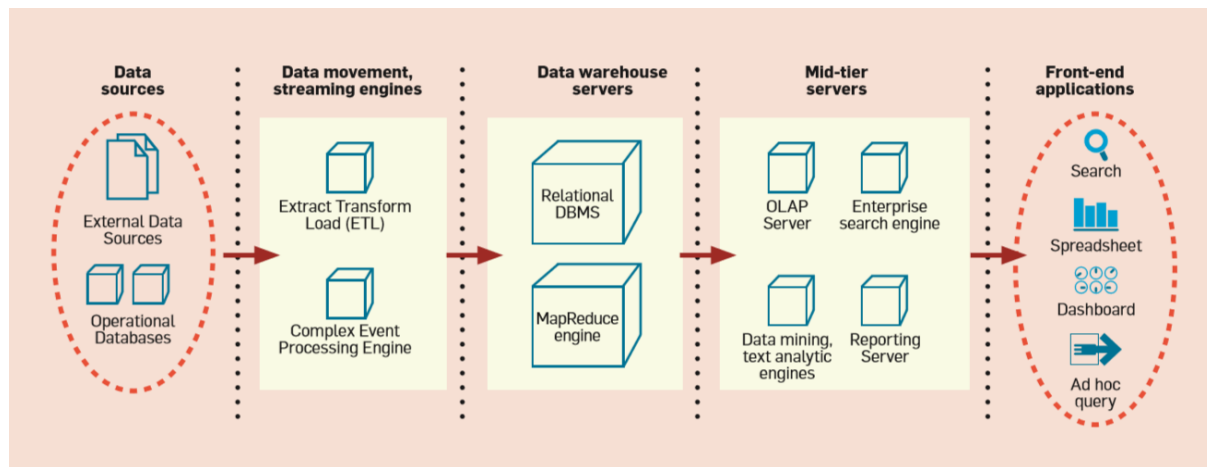 Data
sources
Data movement,
streaming engines
Data warehouse
servers
Mid-tier
servers
Front-end
applications
External Data
Sources
Operational
Databases
Extract Transform
Load (ETL)
Complex Event
Processing Engine
Relational
DBMS
MapReduce
engine
OLAP
Server
Enterprise
search engine
Data mining,
text analytic
engines
Reporting
Server
Search
Spreadsheet
Dashboard
Ad hoc
query